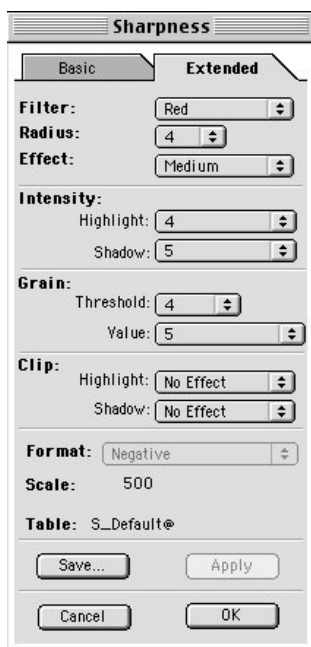 Sharpness
Basic Extended
Filter: Red
Radius: 4
Effect: Medium
Intensity:
Highlight: 4
Shadow: 5
Grain:
Threshold: 4
Value: 5
Clip:
Highlight: No Effect
Shadow: No Effect
Format: Negative
Scale: 500
Table: S_Default@
Save... Apply
Cancel OK